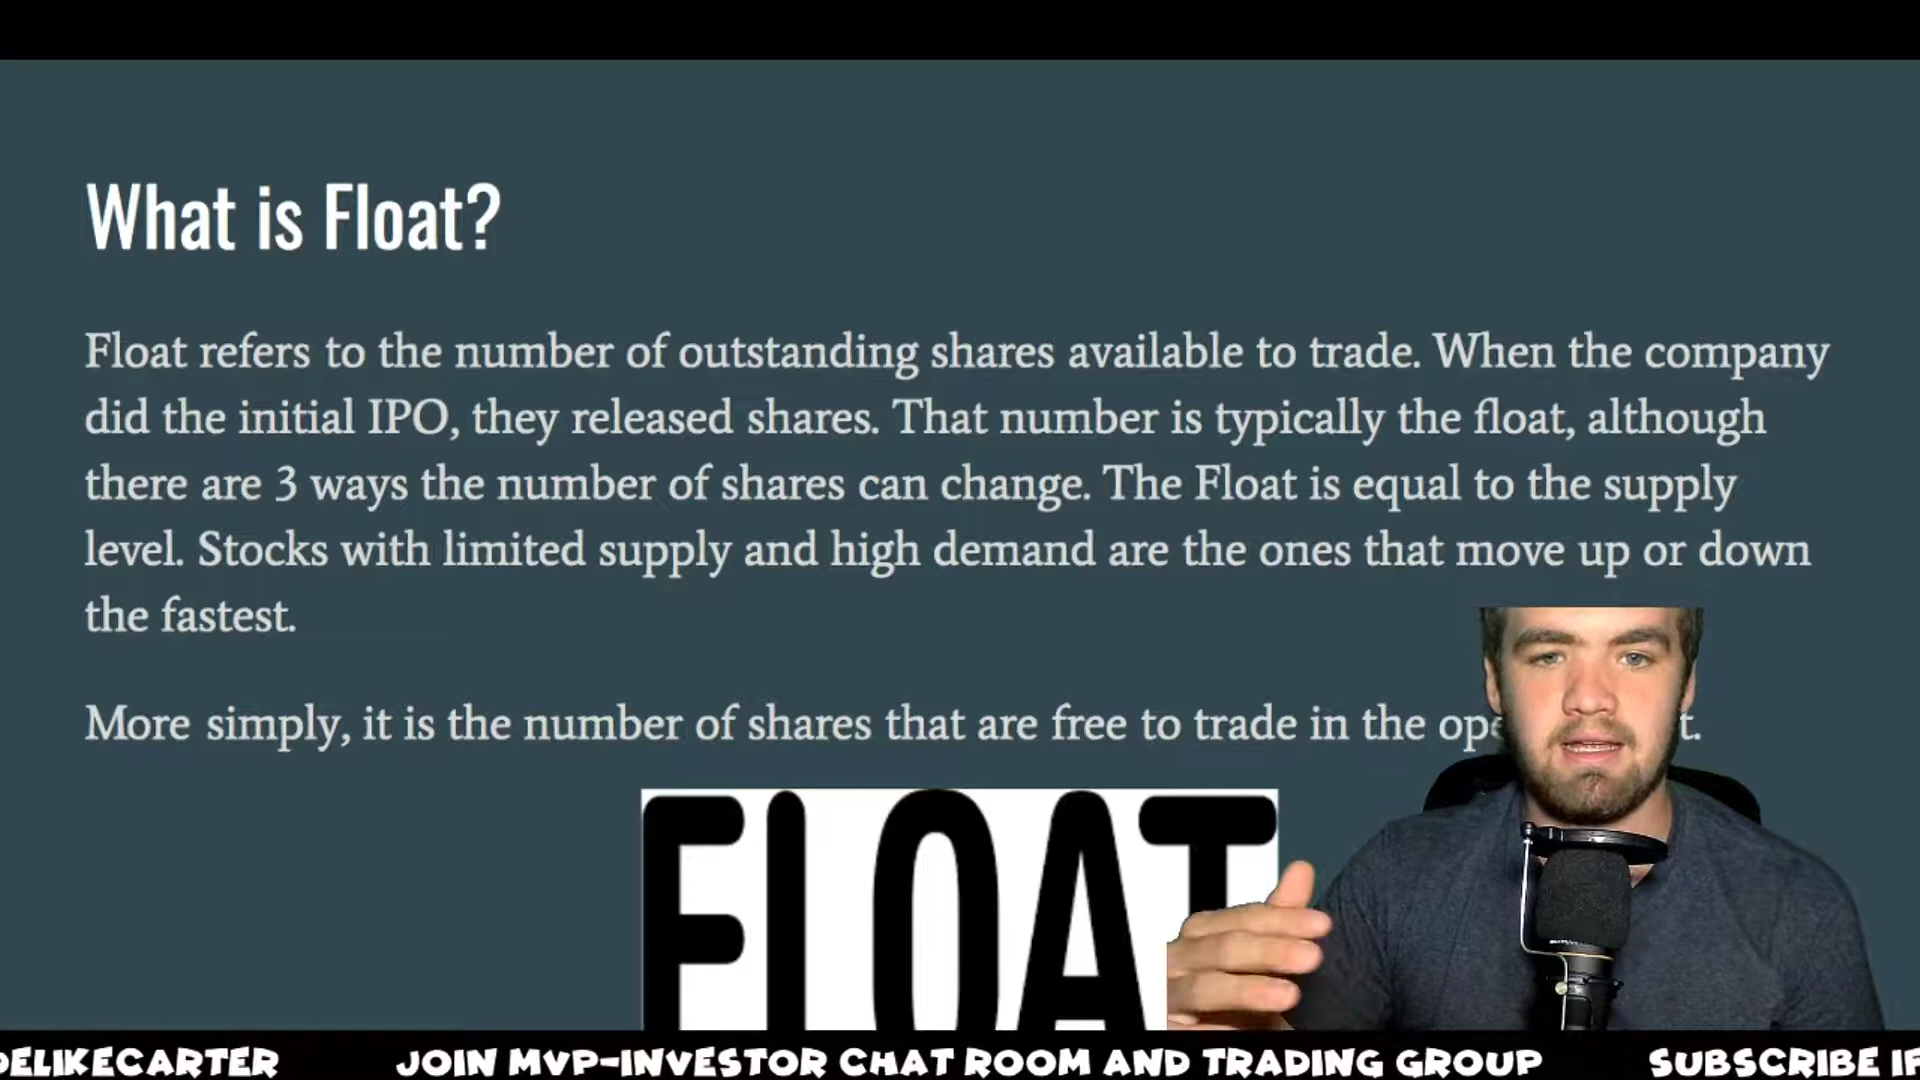 What is Float?
Float refers to the number of outstanding shares available to trade. When the company
did the initial IPO, they released shares. That number is typically the float, although
there are 3 ways the number of shares can change. The Float is equal to the supply
level. Stocks with limited supply and high demand are the ones that move up or down
the fastest.
More simply, it is the number of shares that are free to trade in the
FLOAT
DELIKECARTER JOIN MVP-INVESTOR CHAT ROOM AND TRADING GROUP SUBSCRIBE IF